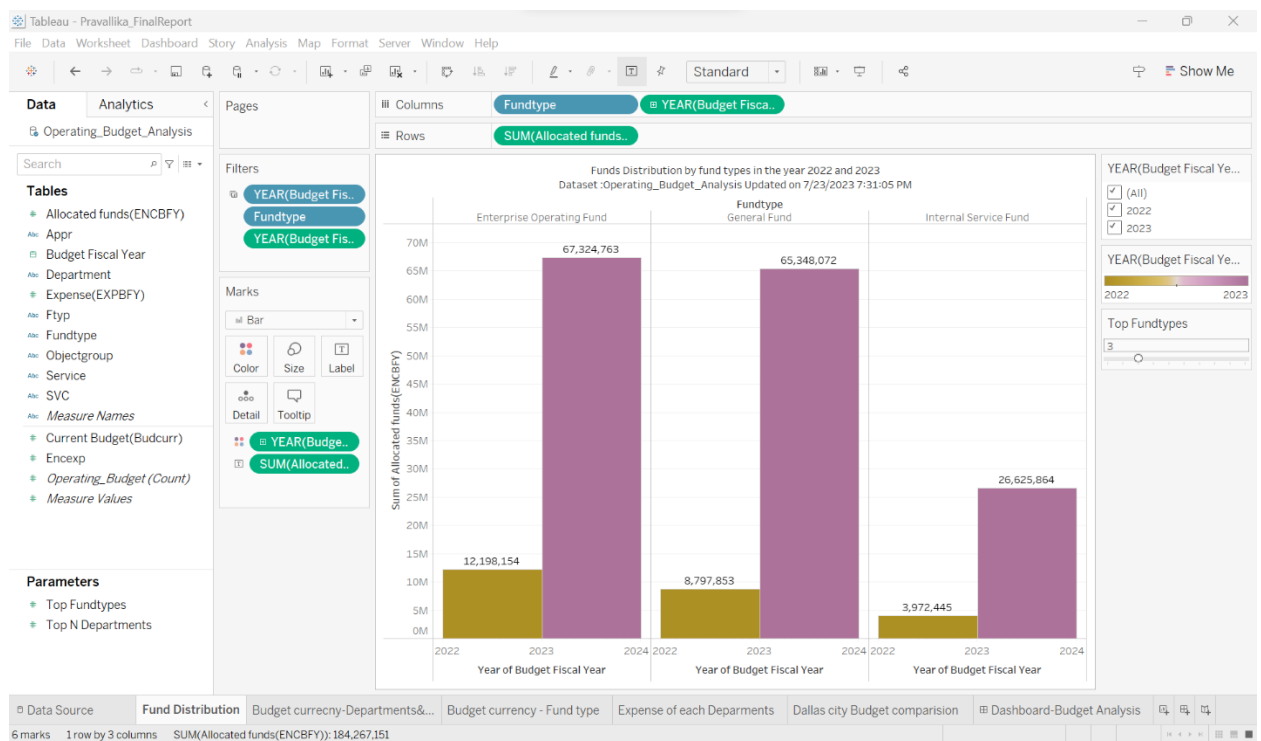 Tableau - Pravallika_FinalReport
File Data Worksheet Dashboard Story Analysis Map Format Server Window Help
Standard
Show Me
Data Analytics
Operating_Budget_Analysis
Search
Tables
Allocated funds(ENCBFY)
Abc Appr
Budget Fiscal Year
Abc Department
Expense(EXPBFY)
Abc Ftyp
Abc Fundtype
Abc Objectgroup
Abc Service
Abc SVC
Abc Measure Names
Current Budget(Budcurr)
Encexp
Operating_Budget (Count)
Measure Values
Parameters
Top Fundtypes
Top N Departments
Pages
Filters
YEAR(Budget Fis..
Fundtype
YEAR(Budget Fis..
Marks
Bar
Color Size Label
Detail Tooltip
YEAR(Budge..
SUM(Allocated..
Columns Fundtype YEAR(Budget Fisca..
Rows SUM(Allocated funds..
Funds Distribution by fund types in the year 2022 and 2023
Dataset :Operating_Budget_Analysis Updated on 7/23/2023 7:31:05 PM
Fundtype
Enterprise Operating Fund General Fund Internal Service Fund
Sum of Allocated funds(ENCBFY)
70M
65M
60M
55M
50M
45M
40M
35M
30M
25M
20M
15M
10M
5M
0M
67,324,763
65,348,072
26,625,864
12,198,154
8,797,853
3,972,445
2022 2023 2024 2022 2023 2024 2022 2023 2024
Year of Budget Fiscal Year Year of Budget Fiscal Year Year of Budget Fiscal Year
YEAR(Budget Fiscal Ye...
(All)
2022
2023
YEAR(Budget Fiscal Ye...
2022 2023
Top Fundtypes
3
Data Source Fund Distribution Budget currecny-Departments&... Budget currency - Fund type Expense of each Deparments Dallas city Budget comparision Dashboard-Budget Analysis
6 marks 1 row by 3 columns SUM(Allocated funds(ENCBFY)): 184,267,151